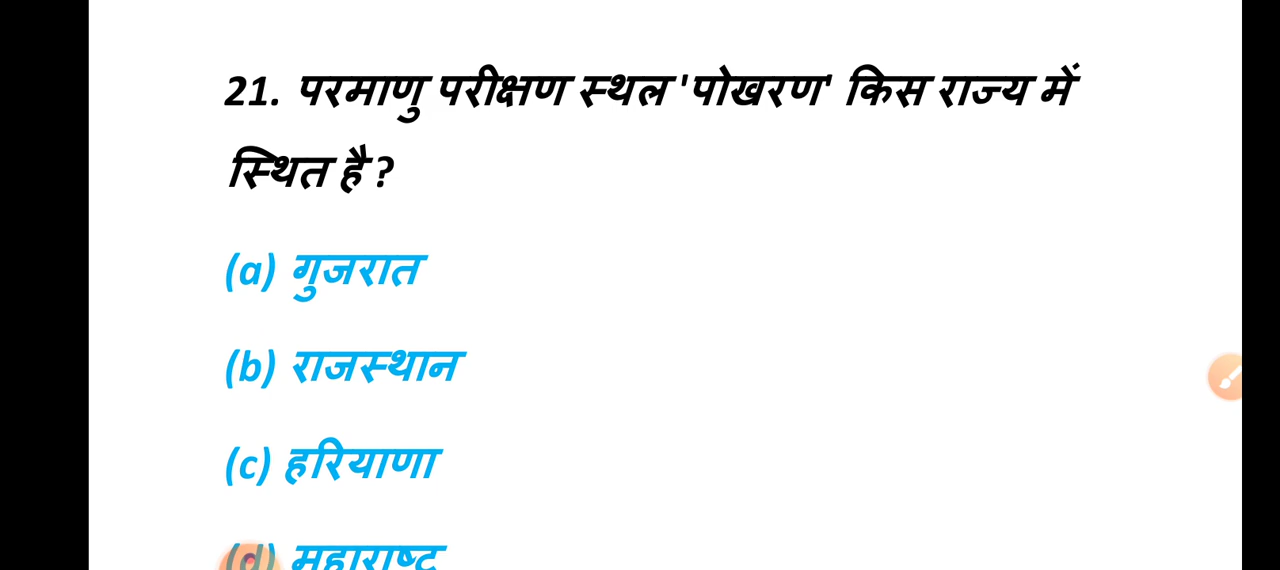 21. परमाणु परीक्षण स्थल 'पोखरण' किस राज्य में
स्थित है ?
(a) गुजरात
(b) राजस्थान
(c) हरियाणा
(d) महाराष्ट्र